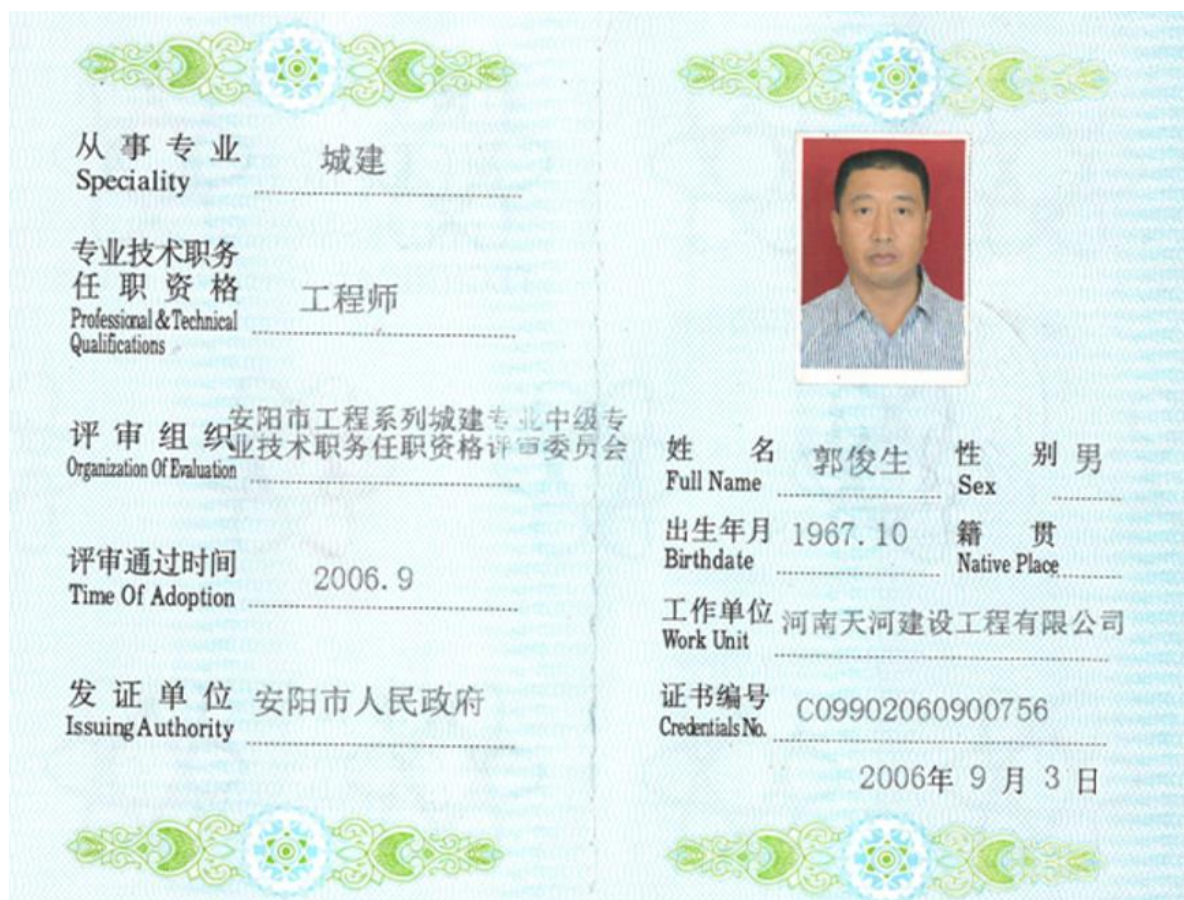 从事专业 城建
Speciality
专业技术职务
任职资格 工程师
Professional & Technical
Qualifications
安阳市工程系列城建专业中级专
评审组织 业技术职务任职资格评审委员会
Organization Of Evaluation
评审通过时间 2006.9
Time Of Adoption
发证单位 安阳市人民政府
Issuing Authority
姓名 郭俊生 性别 男
Full Name Sex
出生年月 1967.10 籍贯
Birthdate Native Place
工作单位 河南天河建设工程有限公司
Work Unit
证书编号 C09902060900756
Credentials No.
2006年 9 月 3 日